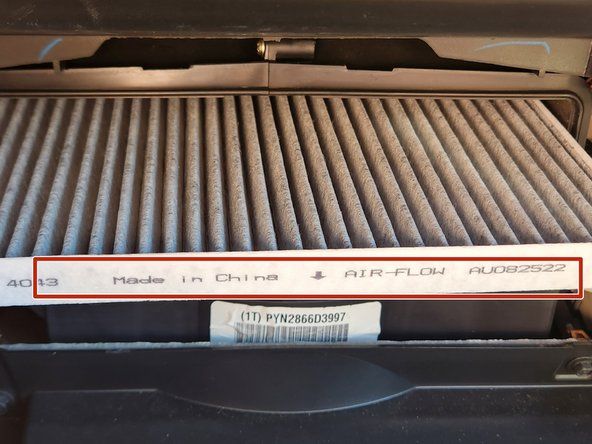 4043 Made in China ↓ AIR-FLOW AU082522
(1T) PYN2866D3997